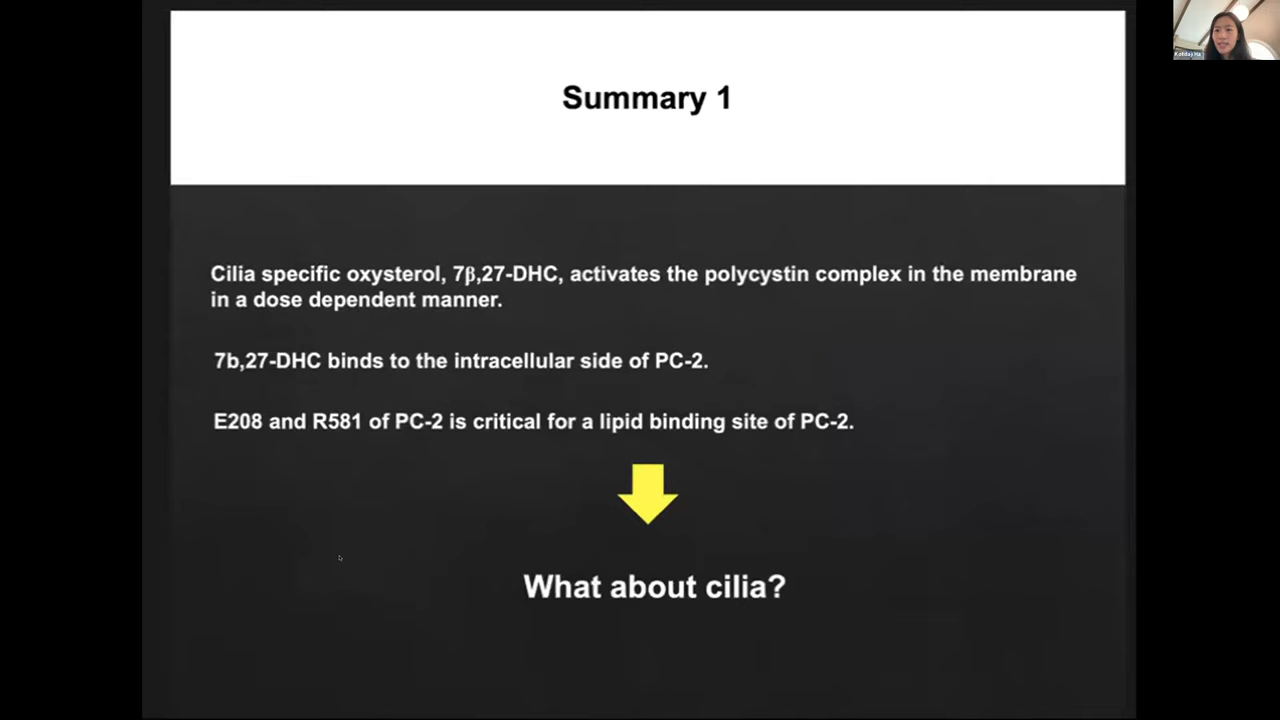 Summary 1
Cilia specific oxysterol, 7β,27-DHC, activates the polycystin complex in the membrane
in a dose dependent manner.
7b,27-DHC binds to the intracellular side of PC-2.
E208 and R581 of PC-2 is critical for a lipid binding site of PC-2.
What about cilia?